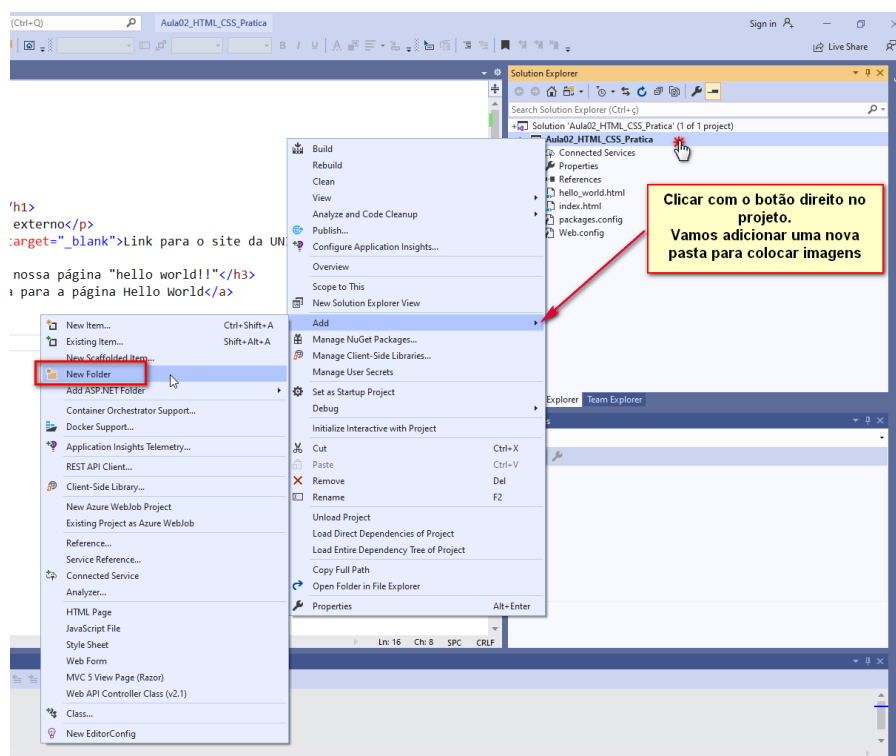 (Ctrl+Q)
Aula02_HTML_CSS_Pratica
Sign in
B I U A
Live Share
Solution Explorer
Search Solution Explorer (Ctrl+ç)
Solution 'Aula02_HTML_CSS_Pratica' (1 of 1 project)
Aula02_HTML_CSS_Pratica
Connected Services
Properties
References
hello_world.html
index.html
packages.config
Web.config
Clicar com o botão direito no
projeto.
Vamos adicionar uma nova
pasta para colocar imagens
/h1>
externo</p>
target="_blank">Link para o site da UN
nossa página "hello world!!"</h3>
para a página Hello World</a>
Build
Rebuild
Clean
View
Analyze and Code Cleanup
Publish...
Configure Application Insights...
Overview
Scope to This
New Solution Explorer View
Add
Manage NuGet Packages...
Manage Client-Side Libraries...
Manage User Secrets
Set as Startup Project
Debug
Initialize Interactive with Project
Cut Ctrl+X
Paste Ctrl+V
Remove Del
Rename F2
Unload Project
Load Direct Dependencies of Project
Load Entire Dependency Tree of Project
Copy Full Path
Open Folder in File Explorer
Properties Alt+Enter
New Item... Ctrl+Shift+A
Existing Item... Shift+Alt+A
New Scaffolded Item...
New Folder
Add ASP.NET Folder
Container Orchestrator Support...
Docker Support...
Application Insights Telemetry...
REST API Client...
Client-Side Library...
New Azure WebJob Project
Existing Project as Azure WebJob
Reference...
Service Reference...
Connected Service
Analyzer...
HTML Page
JavaScript File
Style Sheet
Web Form
MVC 5 View Page (Razor)
Web API Controller Class (v2.1)
Class...
New EditorConfig
Explorer Team Explorer
Ln: 16 Ch: 8 SPC CRLF